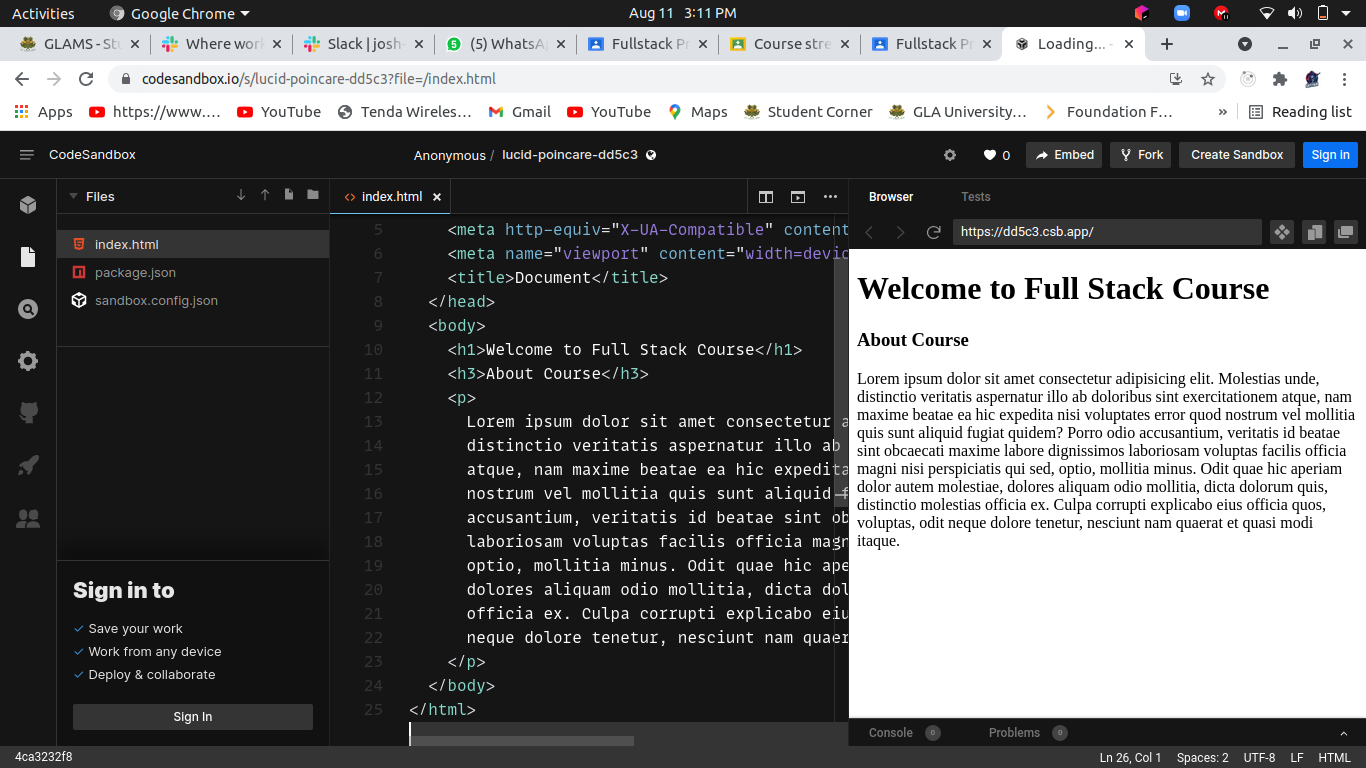 Activities
Google Chrome
Aug 11 3:11 PM
GLAMS - St
Where wor
Slack | josh-
(5) WhatsA
Fullstack Pr
Course stre
Fullstack Pr
Loading... -
codesandbox.io/s/lucid-poincare-dd5c3?file=/index.html
Apps
https://www.…
YouTube
Tenda Wireles…
Gmail
YouTube
Maps
Student Corner
GLA University,…
Foundation F…
»
Reading list
CodeSandbox
Anonymous / lucid-poincare-dd5c3
0
Embed
Fork
Create Sandbox
Sign in
Files
index.html
package.json
sandbox.config.json
Sign in to
Save your work
Work from any device
Deploy & collaborate
Sign In
index.html
5 <meta http-equiv="X-UA-Compatible" content
6 <meta name="viewport" content="width=devic
7 <title>Document</title>
8 </head>
9 <body>
10 <h1>Welcome to Full Stack Course</h1>
11 <h3>About Course</h3>
12 <p>
13 Lorem ipsum dolor sit amet consectetur a
14 distinctio veritatis aspernatur illo ab
15 atque, nam maxime beatae ea hic expedita
16 nostrum vel mollitia quis sunt aliquid f
17 accusantium, veritatis id beatae sint ob
18 laboriosam voluptas facilis officia magn
19 optio, mollitia minus. Odit quae hic ape
20 dolores aliquam odio mollitia, dicta dol
21 officia ex. Culpa corrupti explicabo eiu
22 neque dolore tenetur, nesciunt nam quaer
23 </p>
24 </body>
25 </html>
Browser
Tests
https://dd5c3.csb.app/
Welcome to Full Stack Course
About Course
Lorem ipsum dolor sit amet consectetur adipisicing elit. Molestias unde,
distinctio veritatis aspernatur illo ab doloribus sint exercitationem atque, nam
maxime beatae ea hic expedita nisi voluptates error quod nostrum vel mollitia
quis sunt aliquid fugiat quidem? Porro odio accusantium, veritatis id beatae
sint obcaecati maxime labore dignissimos laboriosam voluptas facilis officia
magni nisi perspiciatis qui sed, optio, mollitia minus. Odit quae hic aperiam
dolor autem molestiae, dolores aliquam odio mollitia, dicta dolorum quis,
distinctio molestias officia ex. Culpa corrupti explicabo eius officia quos,
voluptas, odit neque dolore tenetur, nesciunt nam quaerat et quasi modi
itaque.
Console 0
Problems 0
4ca3232f8
Ln 26, Col 1
Spaces: 2
UTF-8
LF
HTML